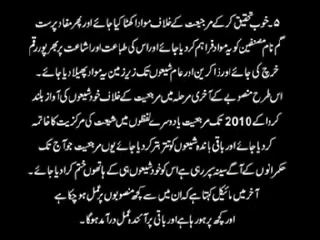 ۵۔ خوب تحقیق کر کے مرجعیت کے خلاف مواد اکھٹا کیا جائے اور پھر مفاد پرست
گم نام مصنفین کو یہ مواد فراہم کر دیا جائے اور اس کی طباعت اور اشاعت پر بھر پور رقم
خرچ کی جائے اور ذاکرین اور عام شیعوں تک زیر زمین یہ مواد پھیلا دیا جائے۔
اس طرح منصوبے کے آخری مرحلہ میں مرجعیت کے خلاف خود شیعوں کی آواز بلند
کروا کے 2010 تک مرجعیت یا دوسرے لفظوں میں شیعت کی مرکزیت کا خاتمہ
کر دیا جائے اور باقی باندہ شیعوں کو تتر بتر کر دیا جائے یوں مرجعیت جو آج تک
حکمرانوں کے آگے سینہ سپر رہی ہے اس کو خود شیعوں ہی کے ہاتھوں ختم کرا دیا جائے۔
آخر میں مائیکل کہتا ہے کہ ان میں سے کچھ منصوبوں پر عمل ہو چکا ہے
اور کچھ پر ہو رہا ہے اور باقی پر آئندہ عمل درآمد ہوگا۔